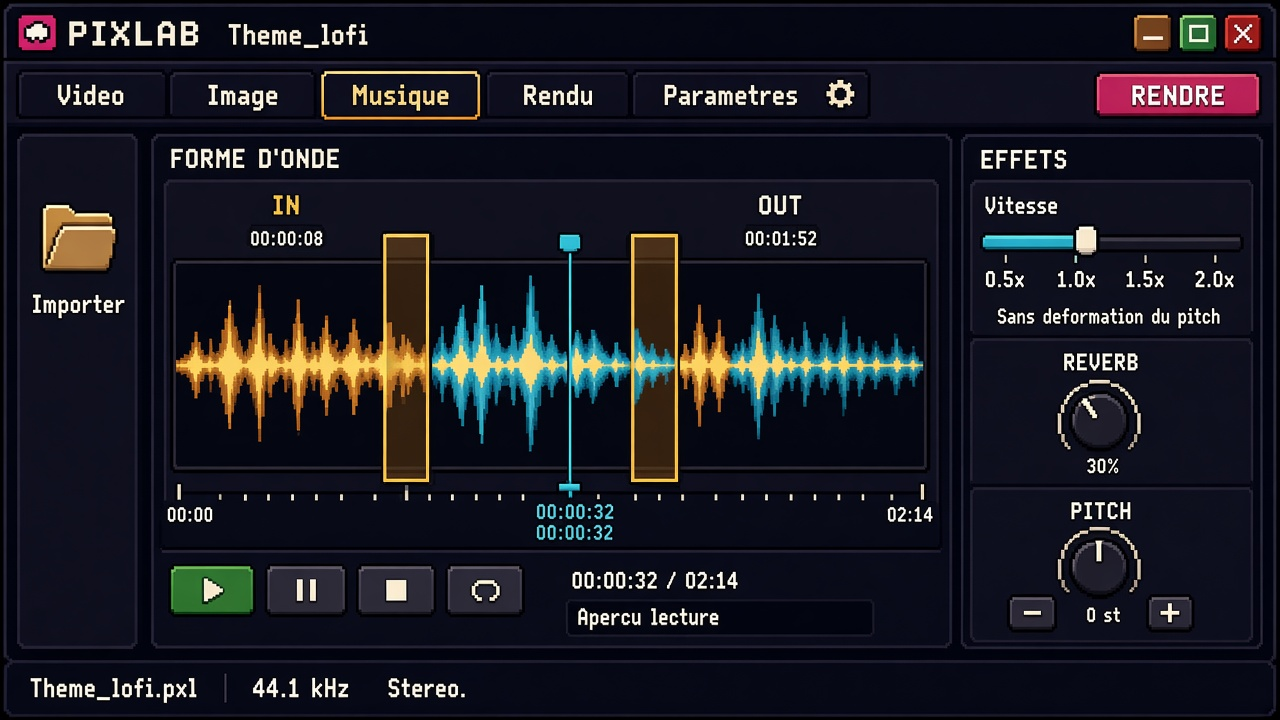 PIXLAB Theme_lofi
Video Image Musique Rendu Parametres RENDRE
Importer
FORME D'ONDE
IN OUT
00:00:08 00:01:52
00:00 02:14
00:00:32
00:00:32
00:00:32 / 02:14
Apercu lecture
EFFETS
Vitesse
0.5x 1.0x 1.5x 2.0x
Sans deformation du pitch
REVERB
30%
PITCH
− 0 st +
Theme_lofi.pxl 44.1 kHz Stereo.